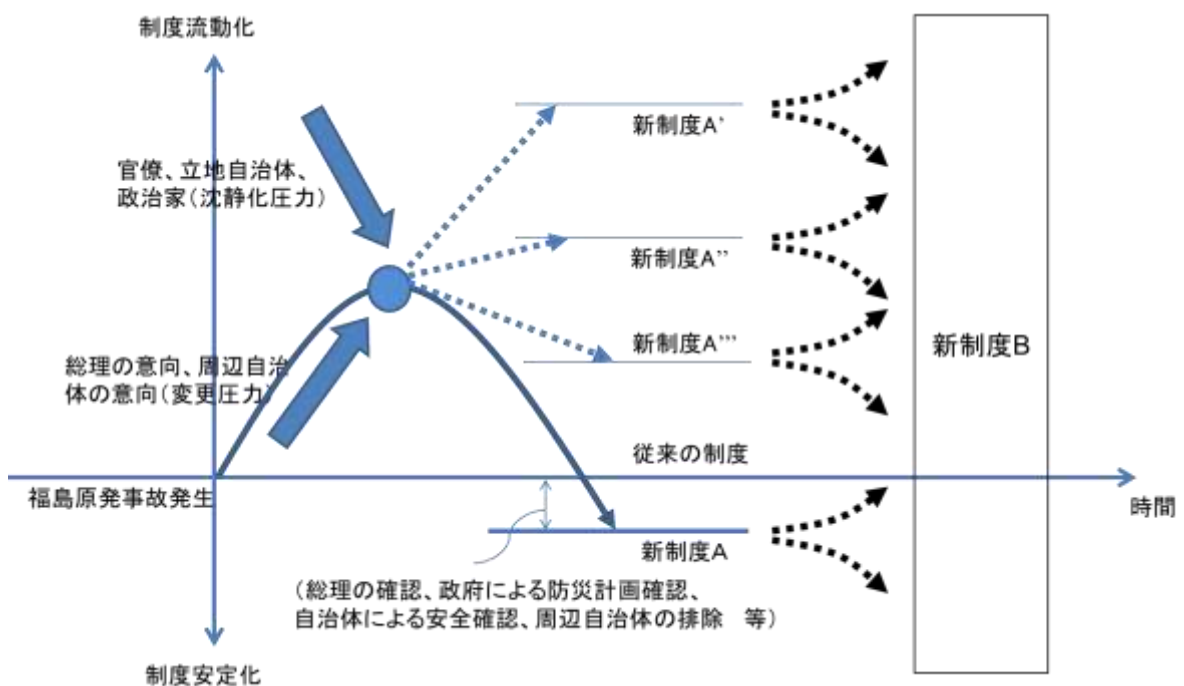 制度流動化
新制度A'
官僚、立地自治体、
政治家(沈静化圧力)
新制度A’’
新制度A’’’
新制度B
総理の意向、周辺自治
体の意向(変更圧力)
従来の制度
福島原発事故発生
時間
新制度A
(総理の確認、政府による防災計画確認、
自治体による安全確認、周辺自治体の排除　等)
制度安定化